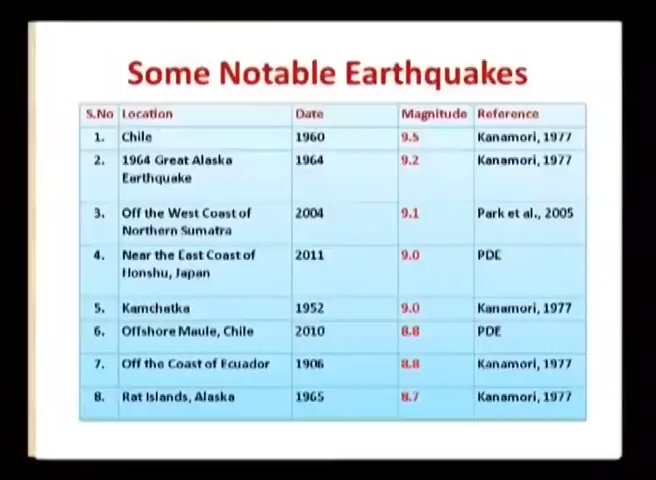 Some Notable Earthquakes
S.No Location Date Magnitude Reference
1. Chile 1960 9.5 Kanamori, 1977
2. 1964 Great Alaska 1964 9.2 Kanamori, 1977
Earthquake
3. Off the West Coast of 2004 9.1 Park et al., 2005
Northern Sumatra
4. Near the East Coast of 2011 9.0 PDE
Honshu, Japan
5. Kamchatka 1952 9.0 Kanamori, 1977
6. Offshore Maule, Chile 2010 8.8 PDE
7. Off the Coast of Ecuador 1906 8.8 Kanamori, 1977
8. Rat Islands, Alaska 1965 8.7 Kanamori, 1977